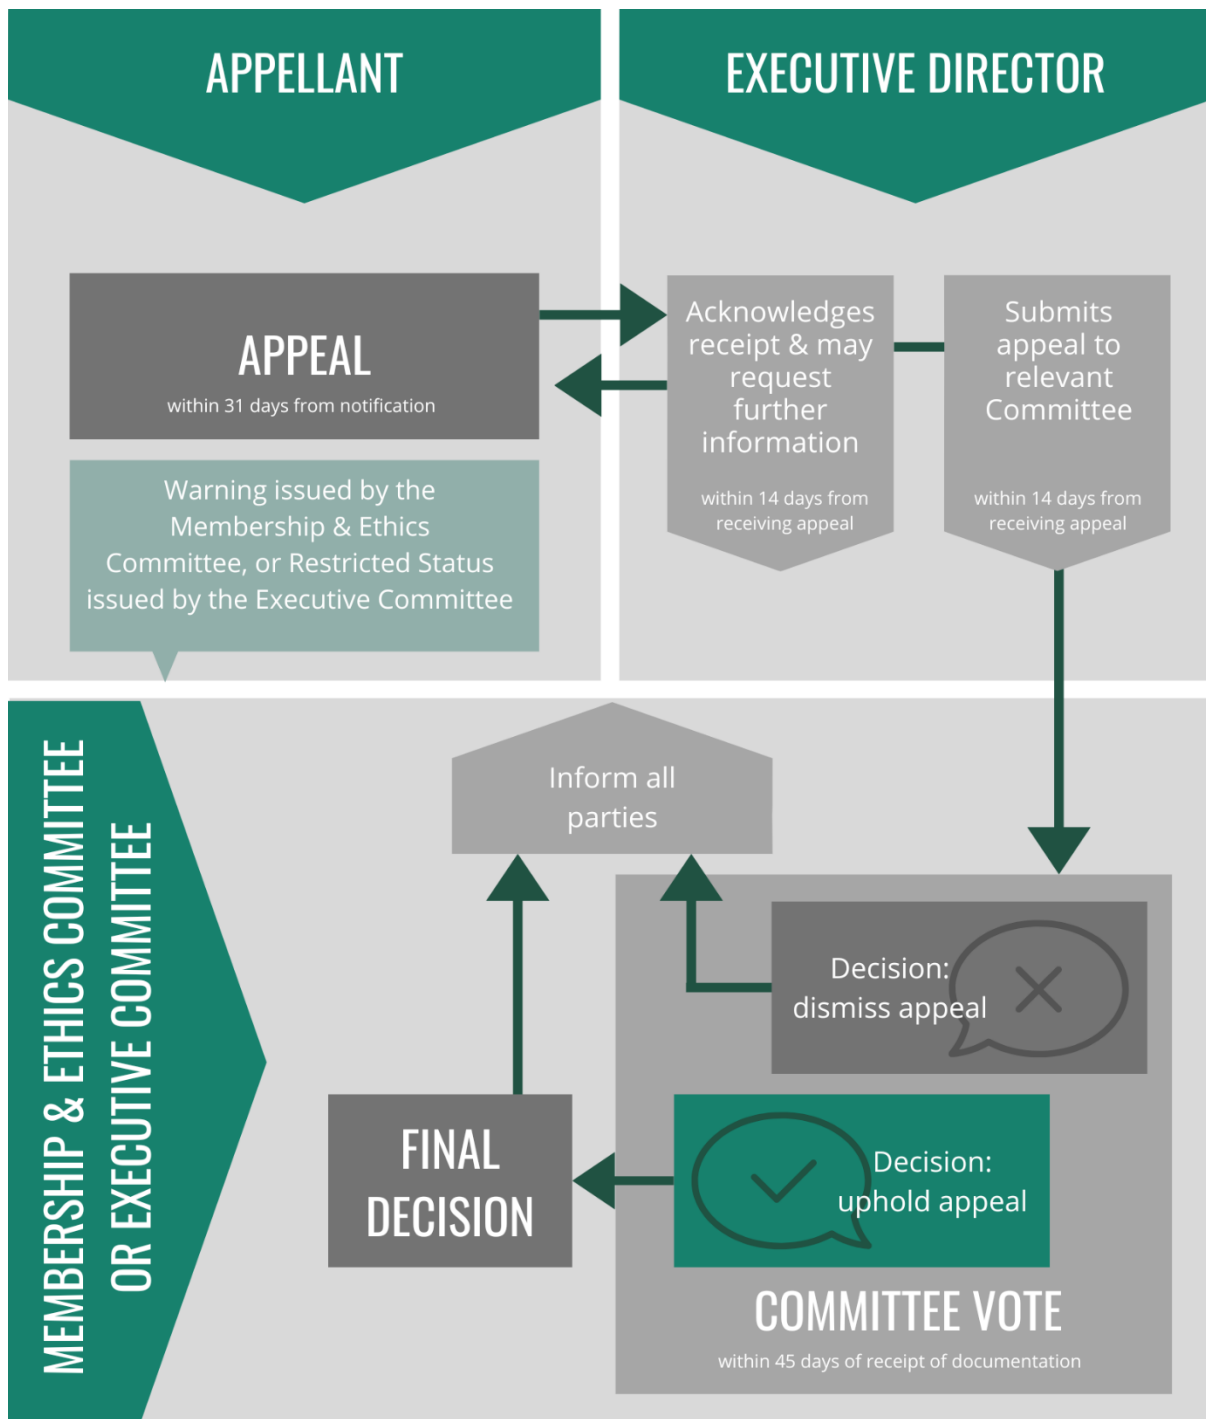 APPELLANT
EXECUTIVE DIRECTOR
APPEAL
within 31 days from notification
Warning issued by the
Membership & Ethics
Committee, or Restricted Status
issued by the Executive Committee
Acknowledges
receipt & may
request
further
information
within 14 days from
receiving appeal
Submits
appeal to
relevant
Committee
within 14 days from
receiving appeal
MEMBERSHIP & ETHICS COMMITTEE
OR EXECUTIVE COMMITTEE
Inform all
parties
Decision:
dismiss appeal
FINAL
DECISION
Decision:
uphold appeal
COMMITTEE VOTE
within 45 days of receipt of documentation